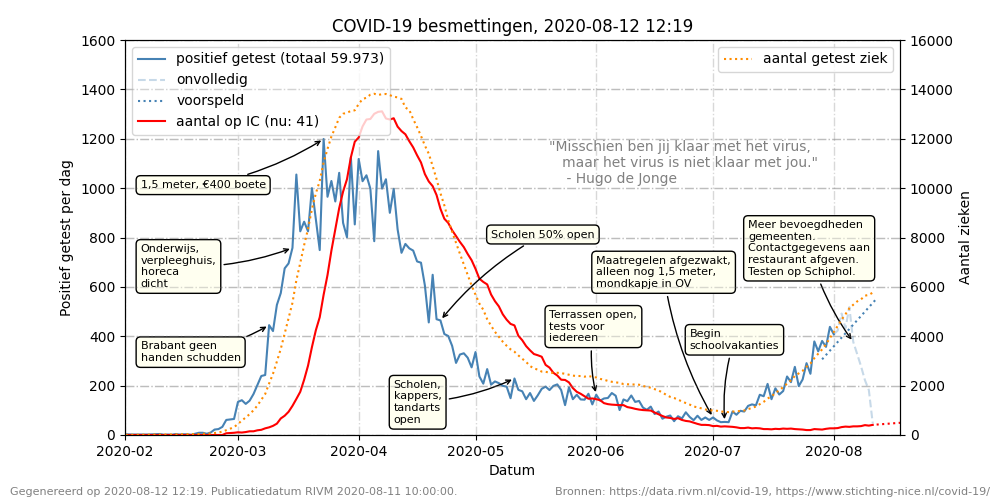 COVID-19 besmettingen, 2020-08-12 12:19
positief getest (totaal 59.973)
onvolledig
voorspeld
aantal op IC (nu: 41)
aantal getest ziek
"Misschien ben jij klaar met het virus,
maar het virus is niet klaar met jou."
- Hugo de Jonge
1,5 meter, €400 boete
Onderwijs,
verpleeghuis,
horeca
dicht
Brabant geen
handen schudden
Scholen 50% open
Scholen,
kappers,
tandarts
open
Terrassen open,
tests voor
iedereen
Maatregelen afgezwakt,
alleen nog 1,5 meter,
mondkapje in OV
Begin
schoolvakanties
Meer bevoegdheden
gemeenten.
Contactgegevens aan
restaurant afgeven.
Testen op Schiphol.
Positief getest per dag
1600
1400
1200
1000
800
600
400
200
0
Aantal zieken
16000
14000
12000
10000
8000
6000
4000
2000
0
2020-02
2020-03
2020-04
2020-05
2020-06
2020-07
2020-08
Datum
Gegenereerd op 2020-08-12 12:19. Publicatiedatum RIVM 2020-08-11 10:00:00.
Bronnen: https://data.rivm.nl/covid-19, https://www.stichting-nice.nl/covid-19/